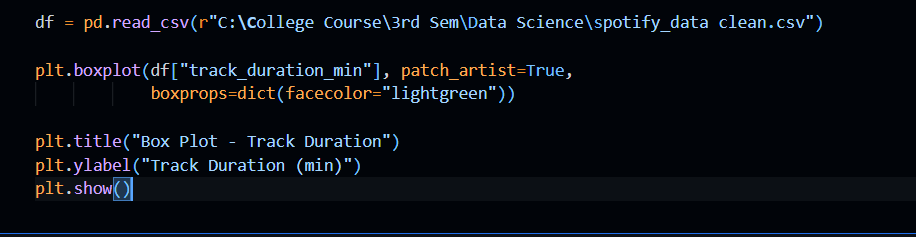 df = pd.read_csv(r"C:\College Course\3rd Sem\Data Science\spotify_data clean.csv")
plt.boxplot(df["track_duration_min"], patch_artist=True,
boxprops=dict(facecolor="lightgreen"))
plt.title("Box Plot - Track Duration")
plt.ylabel("Track Duration (min)")
plt.show()